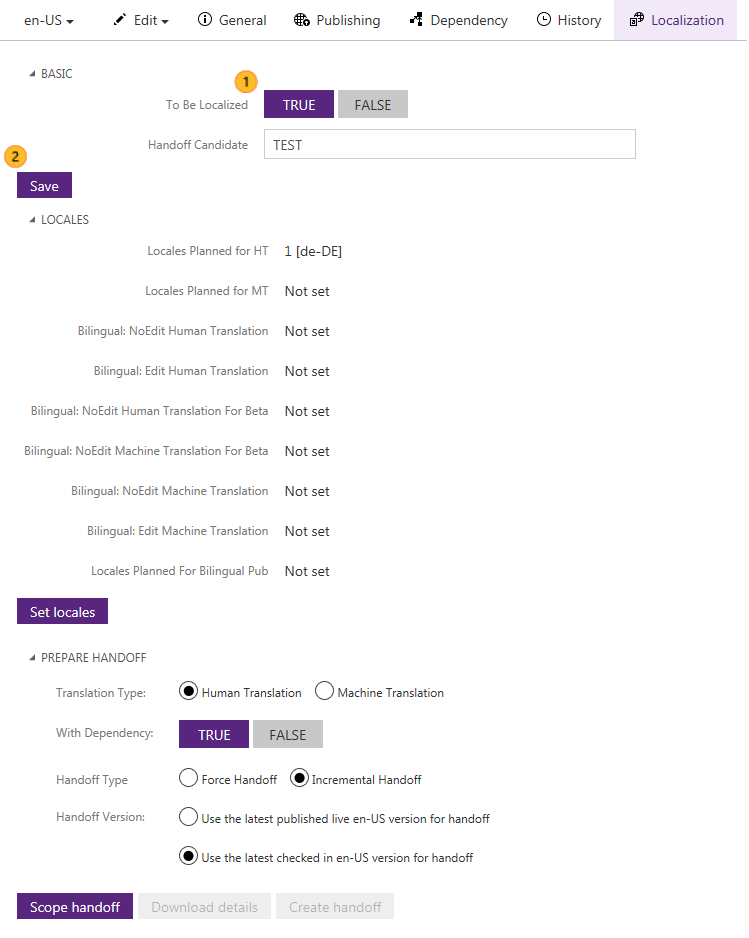 en-US Edit General Publishing Dependency History Localization
BASIC
1
To Be Localized TRUE FALSE
Handoff Candidate TEST
2
Save
LOCALES
Locales Planned for HT 1 [de-DE]
Locales Planned for MT Not set
Bilingual: NoEdit Human Translation Not set
Bilingual: Edit Human Translation Not set
Bilingual: NoEdit Human Translation For Beta Not set
Bilingual: NoEdit Machine Translation For Beta Not set
Bilingual: NoEdit Machine Translation Not set
Bilingual: Edit Machine Translation Not set
Locales Planned For Bilingual Pub Not set
Set locales
PREPARE HANDOFF
Translation Type: Human Translation Machine Translation
With Dependency: TRUE FALSE
Handoff Type Force Handoff Incremental Handoff
Handoff Version: Use the latest published live en-US version for handoff
Use the latest checked in en-US version for handoff
Scope handoff Download details Create handoff